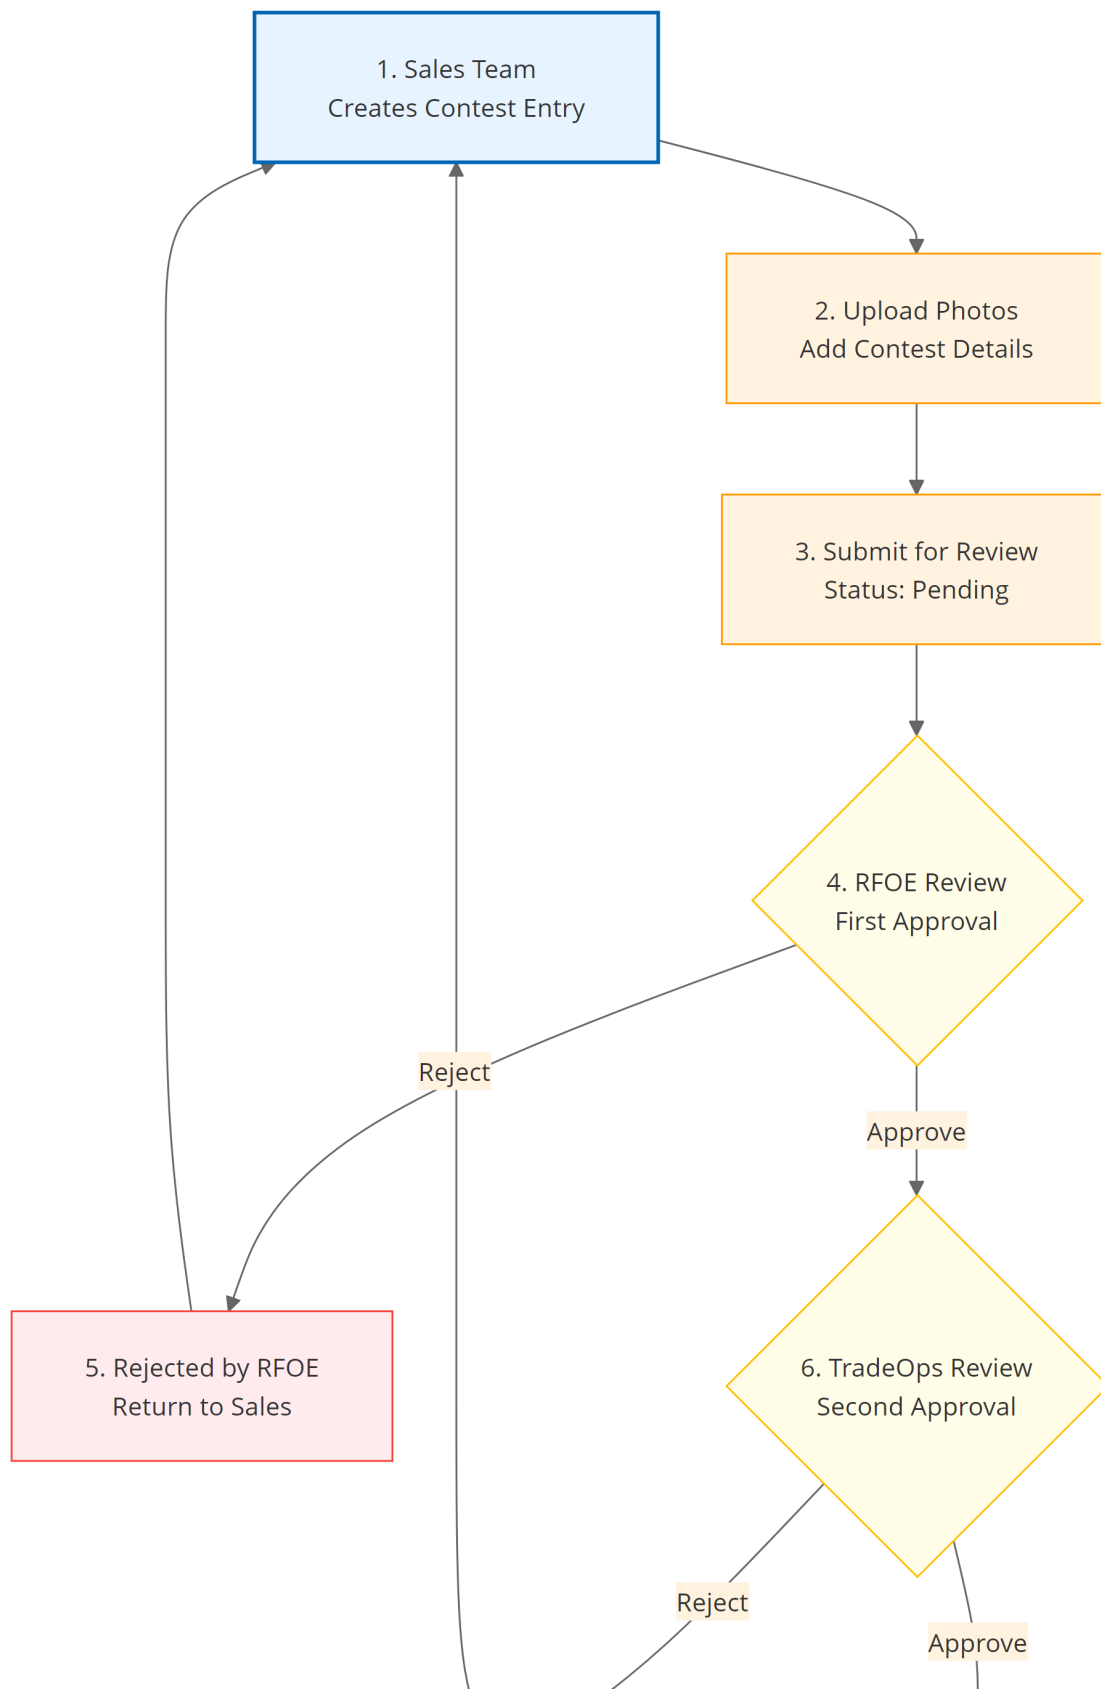 1. Sales Team
Creates Contest Entry
2. Upload Photos
Add Contest Details
3. Submit for Review
Status: Pending
4. RFOE Review
First Approval
Reject
Approve
5. Rejected by RFOE
Return to Sales
6. TradeOps Review
Second Approval
Reject
Approve